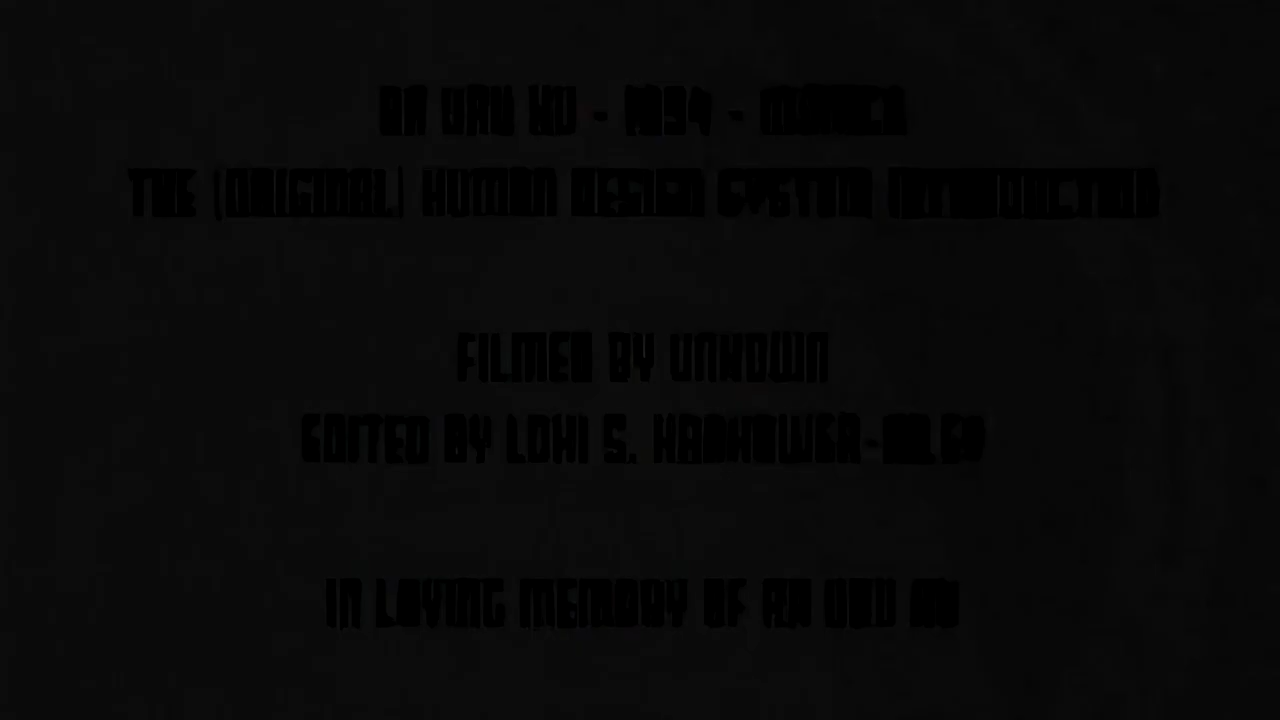 RA URU HU - 1994 -
THE (ORIGINAL) HUMAN DESIGN SYSTEM INTRODUCTION
FILMED BY UNKOWN
EDITED BY LOKI S.
IN LOVING MEMORY OF RA URU HU